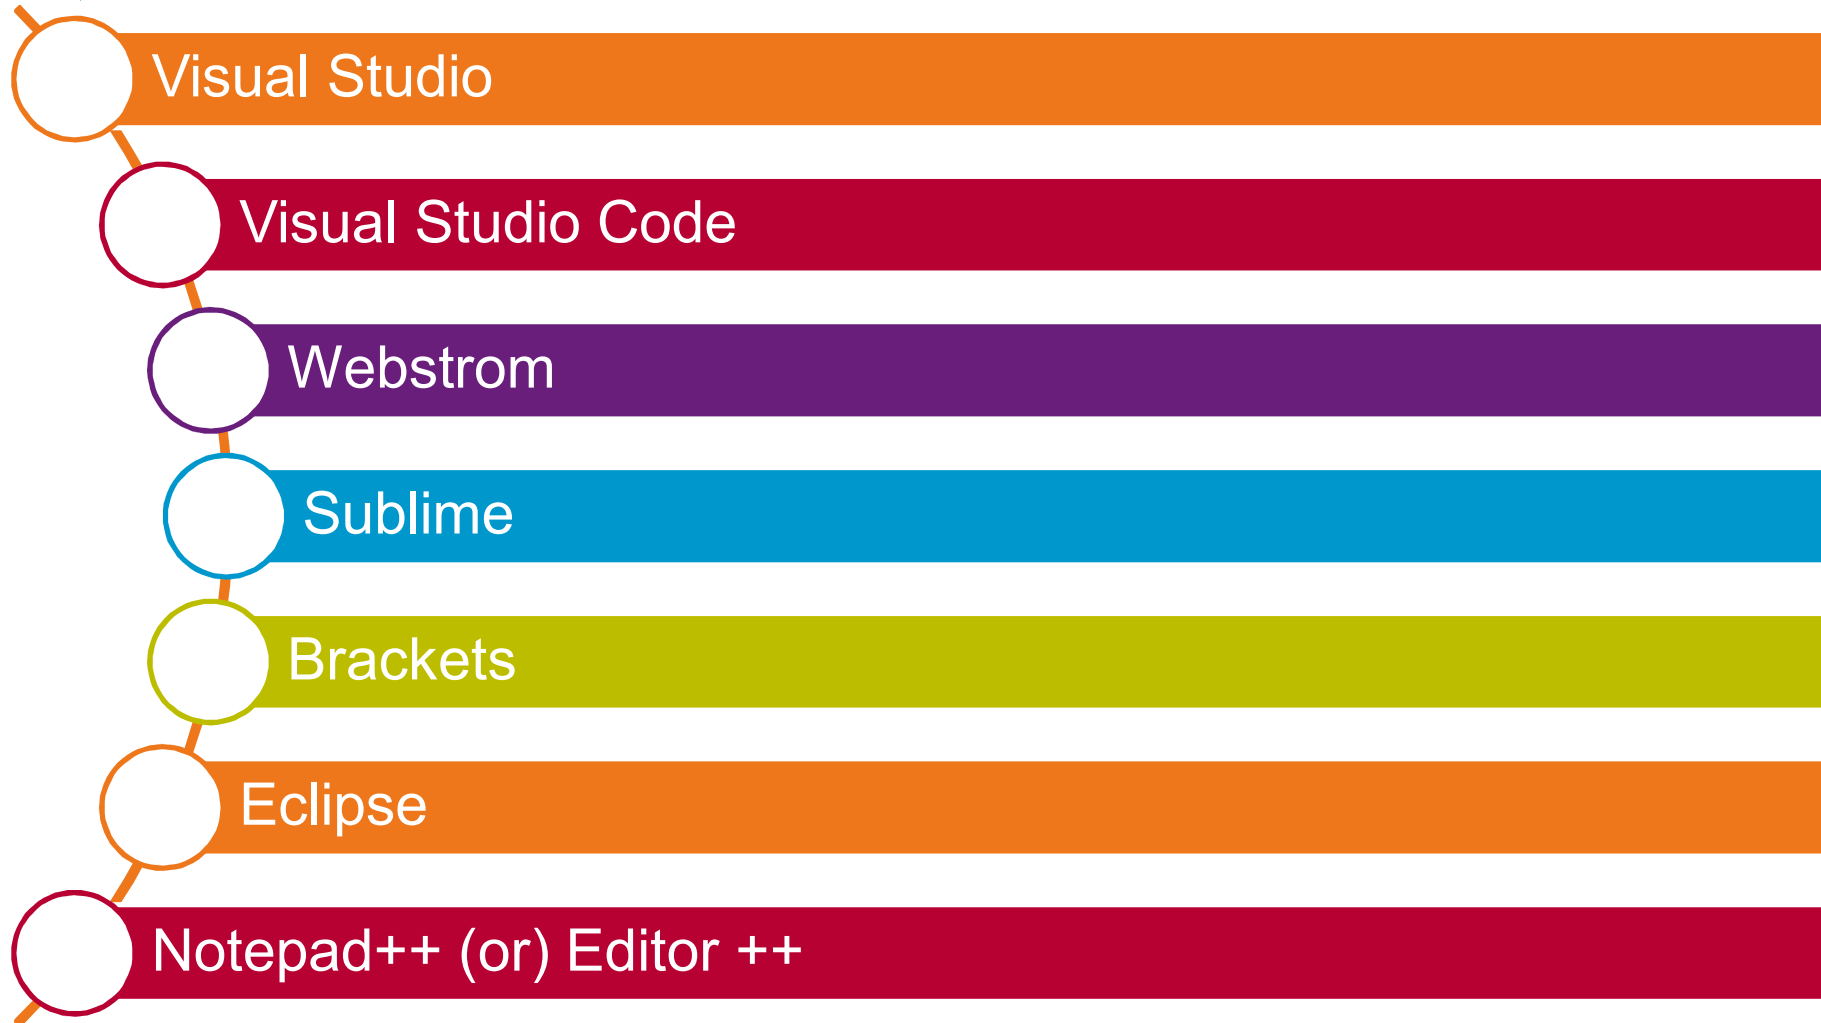 Visual Studio
Visual Studio Code
Webstrom
Sublime
Brackets
Eclipse
Notepad++ (or) Editor ++